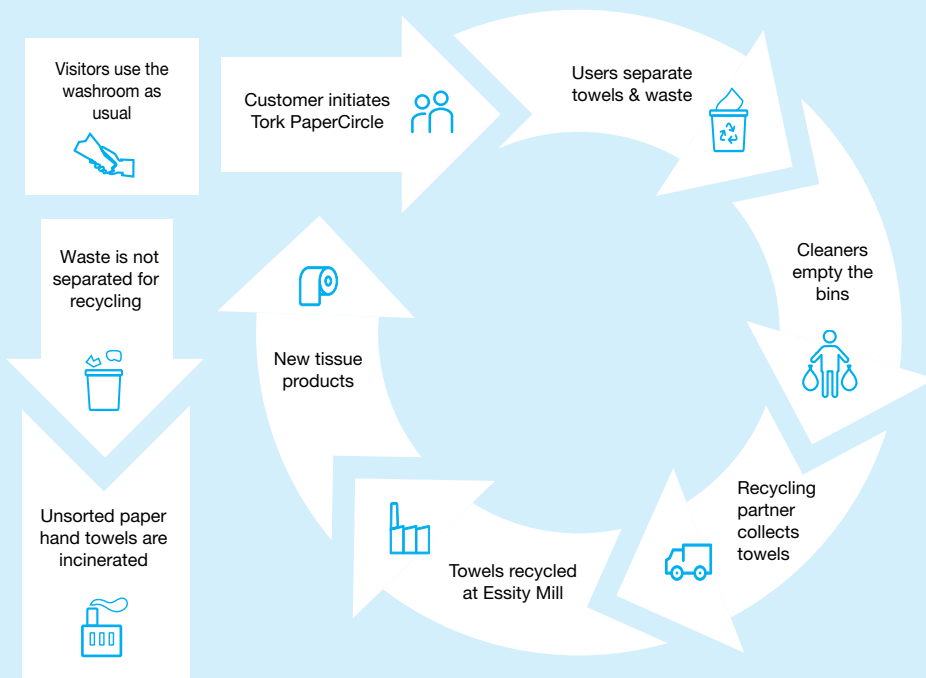 Visitors use the
washroom as
usual
Waste is not
separated for
recycling
Unsorted paper
hand towels are
incinerated
Customer initiates
Tork PaperCircle
Users separate
towels & waste
Cleaners
empty the
bins
Recycling
partner
collects
towels
Towels recycled
at Essity Mill
New tissue
products